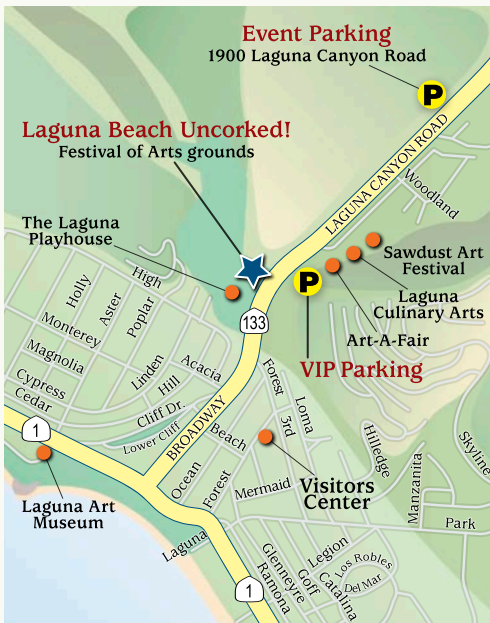 Event Parking
1900 Laguna Canyon Road
P
Laguna Beach Uncorked!
Festival of Arts grounds
LAGUNA CANYON ROAD
Woodland
The Laguna
Playhouse
Sawdust Art
Festival
Laguna
Culinary Arts
Art-A-Fair
P
VIP Parking
133
High
Holly
Aster
Poplar
Monterey
Magnolia
Linden
Hill
Acacia
Cypress
Cedar
Cliff Dr.
Lower Cliff
BROADWAY
Forest
3rd
Loma
Beach
Ocean
Forest
Mermaid
Visitors
Center
Hilledge
Manzanita
Skyline
Park
1
Laguna Art
Museum
Laguna
Legion
Los Robles
Del Mar
Glenneyre
Goff
Catalina
Ramona
1